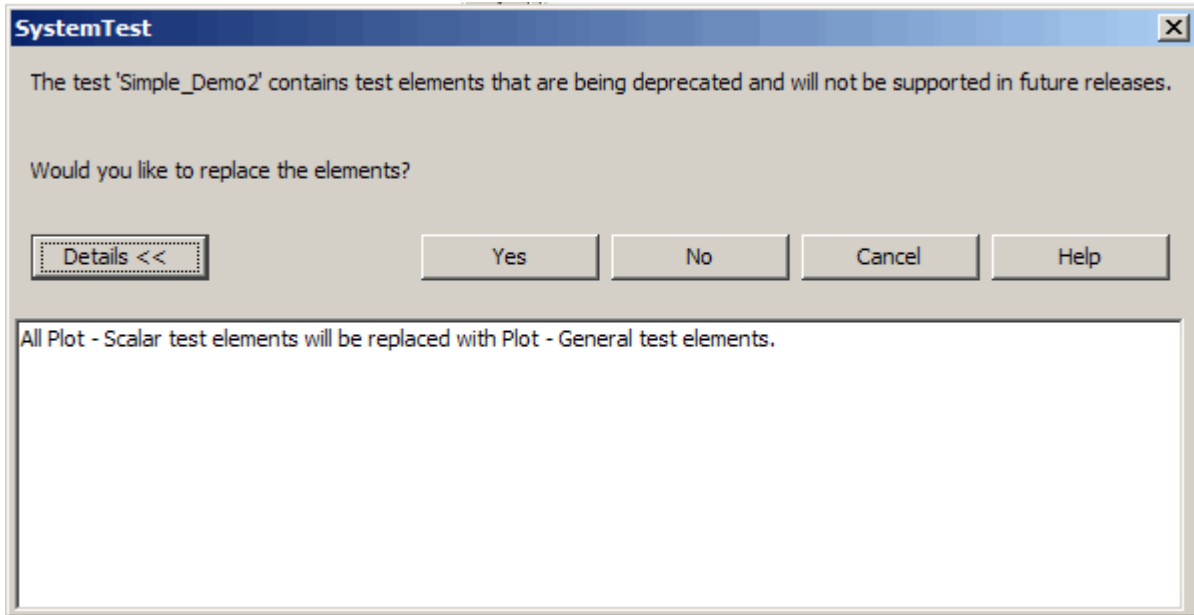 SystemTest
The test 'Simple_Demo2' contains test elements that are being deprecated and will not be supported in future releases.
Would you like to replace the elements?
Details << Yes No Cancel Help
All Plot - Scalar test elements will be replaced with Plot - General test elements.